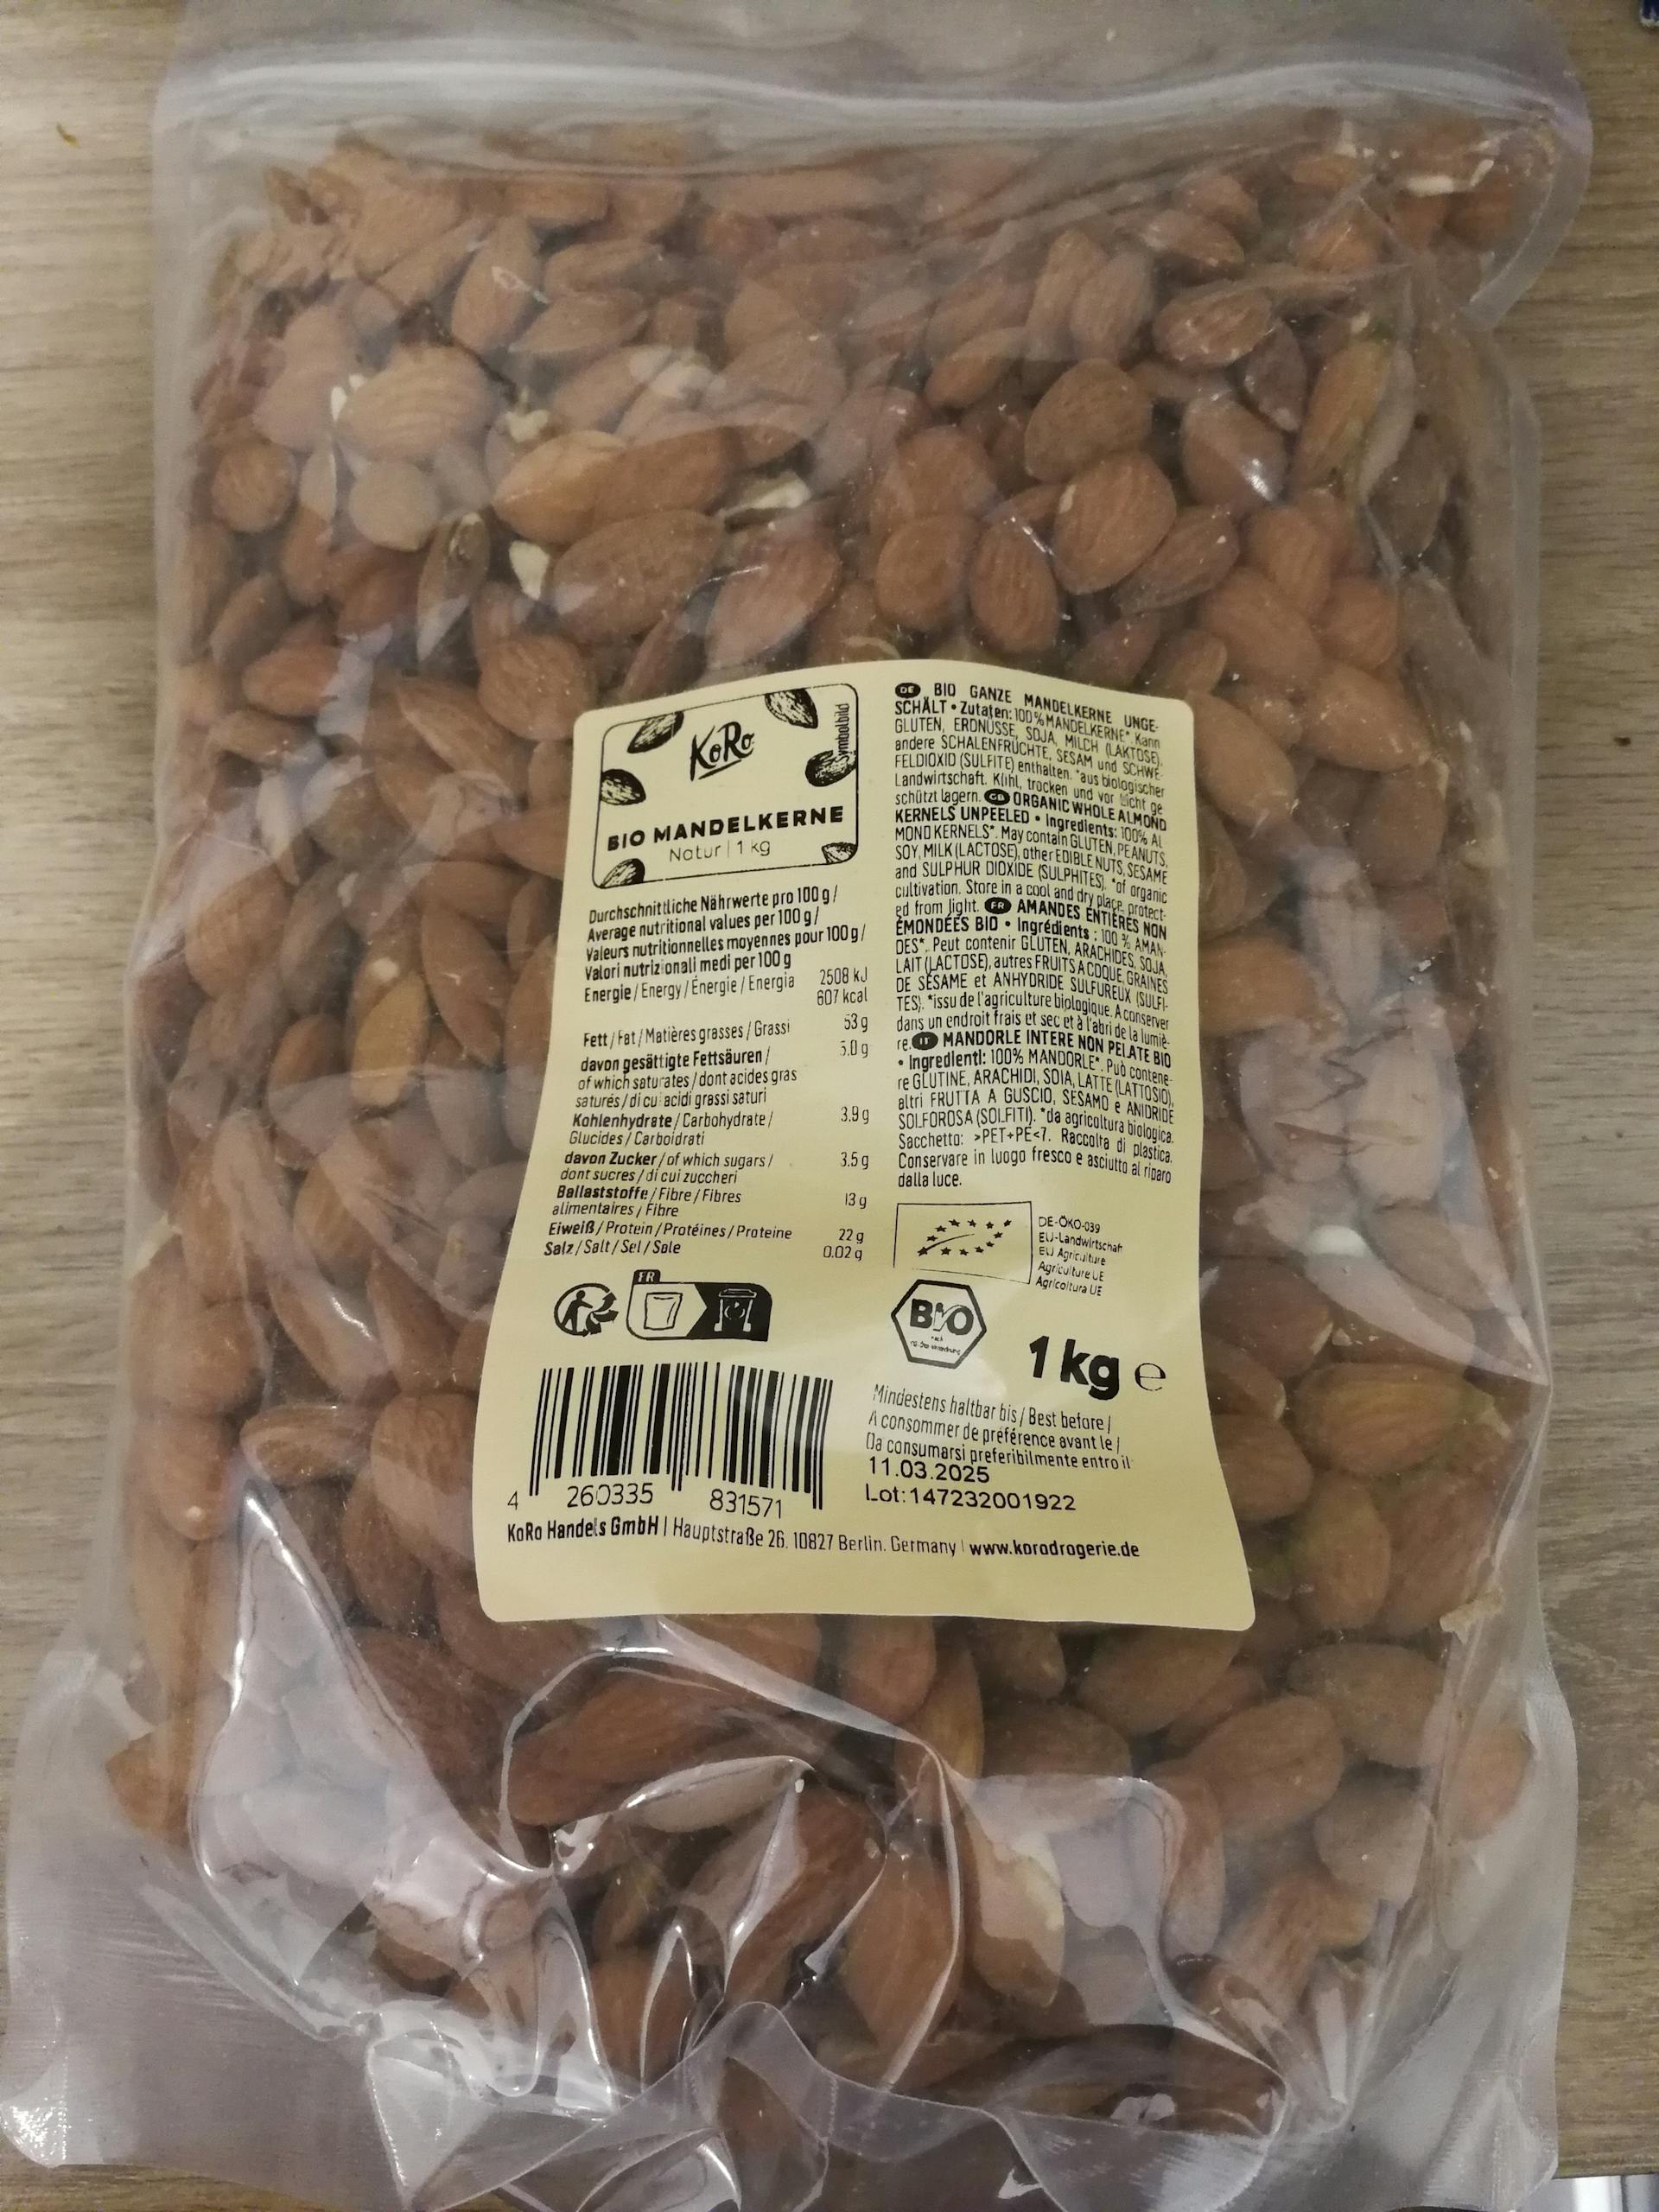 KoRo
Symbolbild
BIO MANDELKERNE
Natur | 1 kg
Durchschnittliche Nährwerte pro 100 g /
Average nutritional values per 100 g /
Valeurs nutritionnelles moyennes pour 100 g /
Valori nutrizionali medi per 100 g
Energie / Energy / Énergie / Energia 2508 kJ
607 kcal
Fett / Fat / Matières grasses / Grassi 53 g
davon gesättigte Fettsäuren / 5.0 g
of which saturates / dont acides gras
saturés / di cui acidi grassi saturi
Kohlenhydrate / Carbohydrate / 3.9 g
Glucides / Carboidrati
davon Zucker / of which sugars / 3.5 g
dont sucres / di cui zuccheri
Ballaststoffe / Fibre / Fibres 13 g
alimentaires / Fibre
Eiweiß / Protein / Protéines / Proteine 22 g
Salz / Salt / Sel / Sale 0.02 g
FR
4 260335 831571
DE BIO GANZE MANDELKERNE UNGE-
SCHÄLT • Zutaten: 100% MANDELKERNE*. Kann
GLUTEN, ERDNÜSSE, SOJA, MILCH (LAKTOSE),
andere SCHALENFRÜCHTE, SESAM und SCHWE-
FELDIOXID (SULFITE) enthalten. *aus biologischer
Landwirtschaft. Kühl, trocken und vor Licht ge-
schützt lagern. GB ORGANIC WHOLE ALMOND
KERNELS UNPEELED • Ingredients: 100% AL-
MOND KERNELS*. May contain GLUTEN, PEANUTS,
SOY, MILK (LACTOSE), other EDIBLE NUTS, SESAME
and SULPHUR DIOXIDE (SULPHITES). *of organic
cultivation. Store in a cool and dry place, protect-
ed from light. FR AMANDES ENTIÈRES NON
ÉMONDÉES BIO • Ingrédients : 100 % AMAN-
DES*. Peut contenir GLUTEN, ARACHIDES, SOJA,
LAIT (LACTOSE), autres FRUITS A COQUE, GRAINES
DE SÉSAME et ANHYDRIDE SULFUREUX (SULFI-
TES). *issu de l'agriculture biologique. A conserver
dans un endroit frais et sec et à l'abri de la lumiè-
re. IT MANDORLE INTERE NON PELATE BIO
• Ingredienti: 100% MANDORLE*. Può contene-
re GLUTINE, ARACHIDI, SOIA, LATTE (LATTOSIO),
altri FRUTTA A GUSCIO, SESAMO e ANIDRIDE
SOLFOROSA (SOLFITI). *da agricoltura biologica.
Sacchetto: >PET+PE<7. Raccolta di plastica.
Conservare in luogo fresco e asciutto al riparo
dalla luce.
DE-ÖKO-039
EU-Landwirtschaft
EU Agriculture
Agriculture UE
Agricoltura UE
BIO
nach
EG-Öko-Verordnung
1 kg e
Mindestens haltbar bis / Best before /
A consommer de préférence avant le /
Da consumarsi preferibilmente entro il:
11.03.2025
Lot:147232001922
KoRo Handels GmbH | Hauptstraße 26, 10827 Berlin, Germany | www.korodrogerie.de